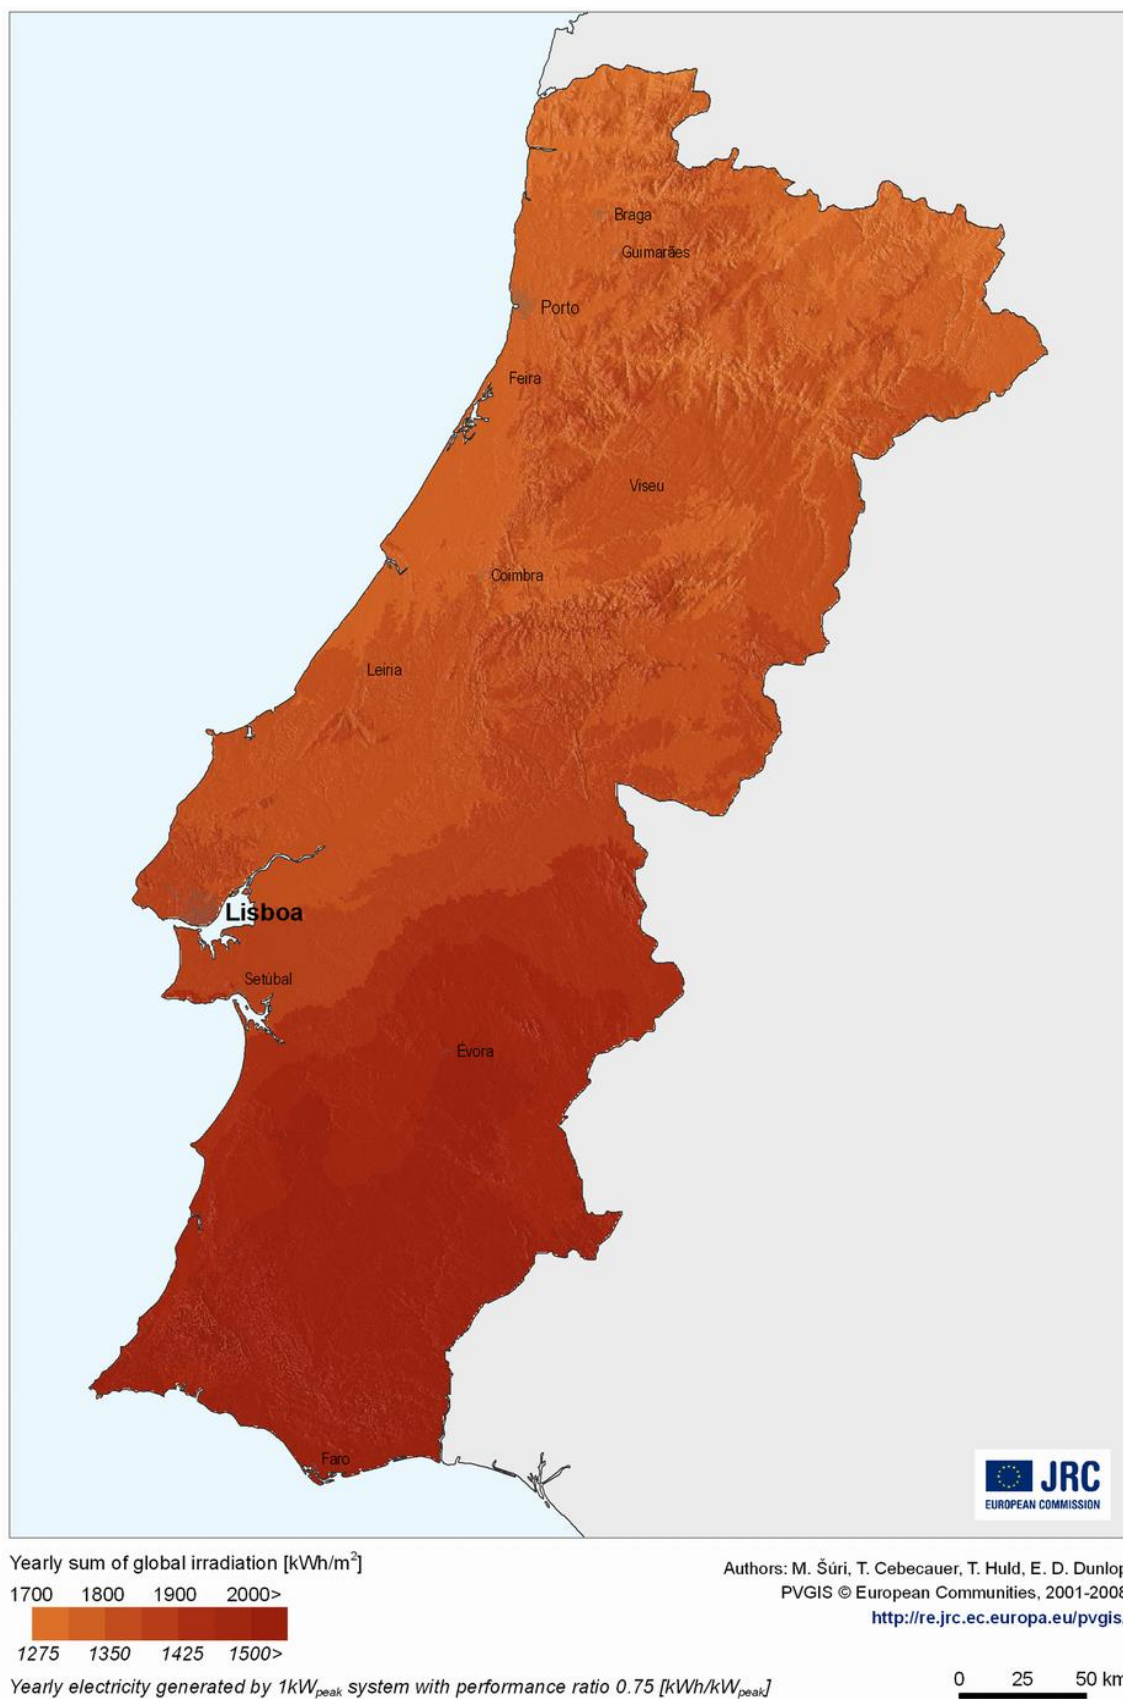 Braga
Guimarães
Porto
Feira
Viseu
Coimbra
Leiria
Lisboa
Setúbal
Évora
Faro
JRC
EUROPEAN COMMISSION
Yearly sum of global irradiation [kWh/m²]
1700 1800 1900 2000>
1275 1350 1425 1500>
Yearly electricity generated by 1kWpeak system with performance ratio 0.75 [kWh/kWpeak]
Authors: M. Šúri, T. Cebecauer, T. Huld, E. D. Dunlop
PVGIS © European Communities, 2001-2008
http://re.jrc.ec.europa.eu/pvgis/
0 25 50 km